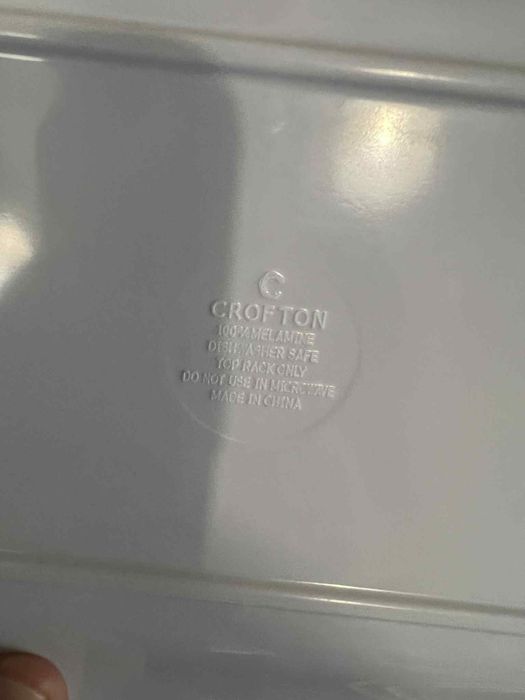 C
CROFTON
100% MELAMINE
DISHWASHER SAFE
TOP RACK ONLY
DO NOT USE IN MICROWAVE
MADE IN CHINA